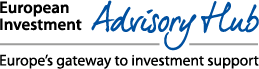 European
Investment Advisory Hub
Europe's gateway to investment support